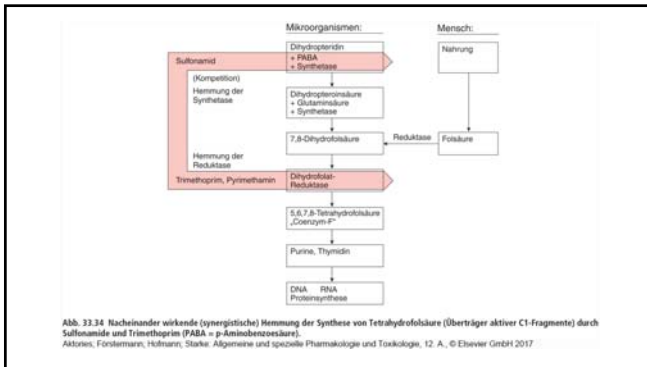 Mikroorganismen:
Mensch:
Dihydropteridin
+ PABA
+ Synthetase
Sulfonamid
(Kompetition)
Hemmung der
Synthetase
Nahrung
Dihydropteroinsäure
+ Glutaminsäure
+ Synthetase
7,8-Dihydrofolsäure
Reduktase
Folsäure
Hemmung der
Reduktase
Trimethoprim, Pyrimethamin
Dihydrofolat-
Reduktase
5,6,7,8-Tetrahydrofolsäure
„Coenzym-F“
Purine, Thymidin
DNA RNA
Proteinsynthese
Abb. 33.34 Nacheinander wirkende (synergistische) Hemmung der Synthese von Tetrahydrofolsäure (Überträger aktiver C1-Fragmente) durch
Sulfonamide und Trimethoprim (PABA = p-Aminobenzoesäure).
Aktories, Förstermann, Hofmann, Starke: Allgemeine und spezielle Pharmakologie und Toxikologie, 12. A., © Elsevier GmbH 2017